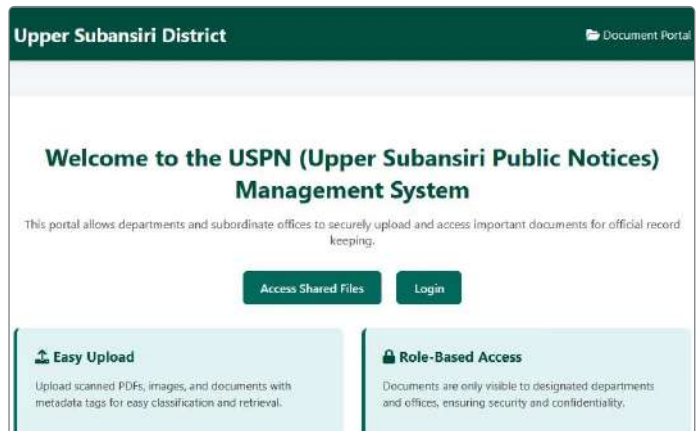 Upper Subansiri District
Document Portal
Welcome to the USPN (Upper Subansiri Public Notices)
Management System
This portal allows departments and subordinate offices to securely upload and access important documents for official record
keeping.
Access Shared Files
Login
Easy Upload
Upload scanned PDFs, images, and documents with
metadata tags for easy classification and retrieval.
Role-Based Access
Documents are only visible to designated departments
and offices, ensuring security and confidentiality.